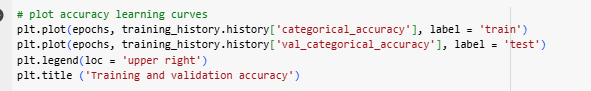 # plot accuracy learning curves
plt.plot(epochs, training_history.history['categorical_accuracy'], label = 'train')
plt.plot(epochs, training_history.history['val_categorical_accuracy'], label = 'test')
plt.legend(loc = 'upper right')
plt.title ('Training and validation accuracy')